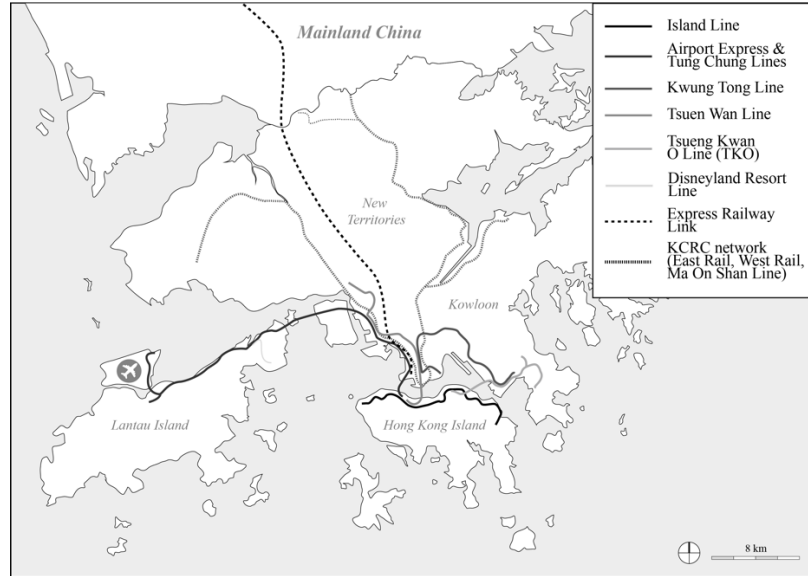 Mainland China
New
Territories
Kowloon
Lantau Island
Hong Kong Island
Island Line
Airport Express &
Tung Chung Lines
Kwung Tong Line
Tsuen Wan Line
Tsueng Kwan
O Line (TKO)
Disneyland Resort
Line
Express Railway
Link
KCRC network
(East Rail, West Rail,
Ma On Shan Line)
8 km